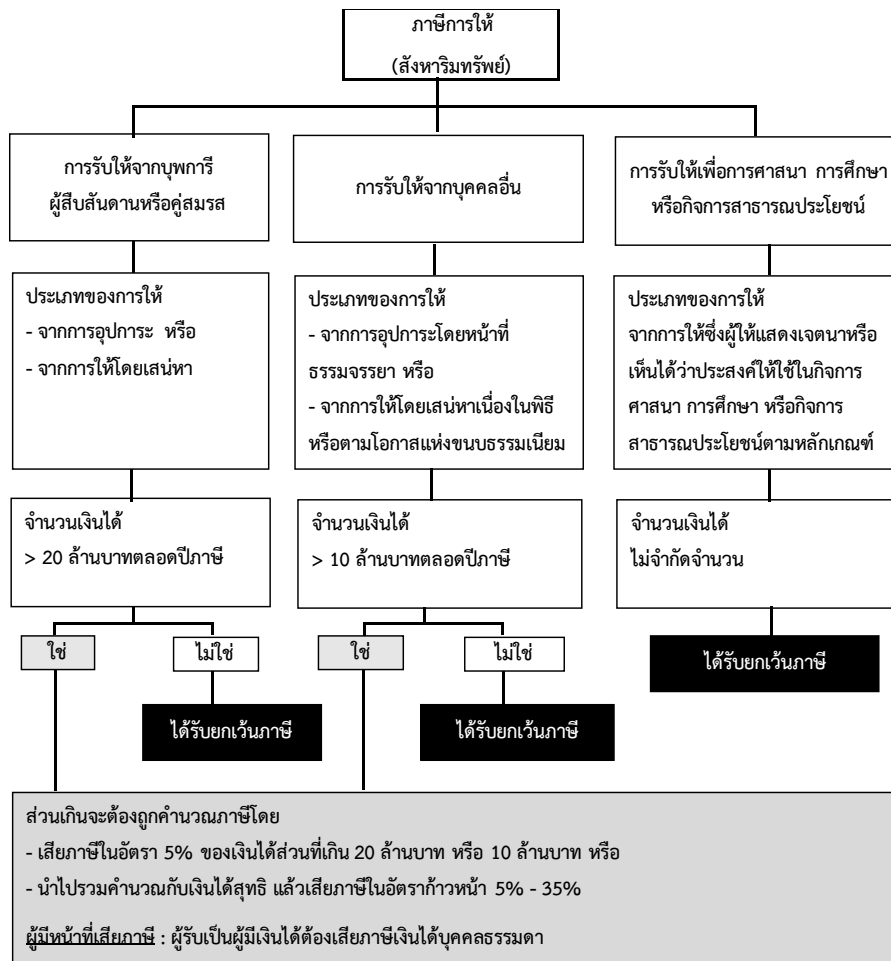 ภาษีการให้
(สังหาริมทรัพย์)
การรับให้จากบุพการี
ผู้สืบสันดานหรือคู่สมรส
การรับให้จากบุคคลอื่น
การรับให้เพื่อการศาสนา การศึกษา
หรือกิจการสาธารณประโยชน์
ประเภทของการให้
- จากการอุปการะ หรือ
- จากการให้โดยเสน่หา
ประเภทของการให้
- จากการอุปการะโดยหน้าที่
ธรรมจรรยา หรือ
- จากการให้โดยเสน่หาเนื่องในพิธี
หรือตามโอกาสแห่งขนบธรรมเนียม
ประเภทของการให้
จากการให้ซึ่งผู้ให้แสดงเจตนาหรือ
เห็นได้ว่าประสงค์ให้ใช้ในกิจการ
ศาสนา การศึกษา หรือกิจการ
สาธารณประโยชน์ตามหลักเกณฑ์
จำนวนเงินได้
> 20 ล้านบาทตลอดปีภาษี
จำนวนเงินได้
> 10 ล้านบาทตลอดปีภาษี
จำนวนเงินได้
ไม่จำกัดจำนวน
ใช่
ไม่ใช่
ใช่
ไม่ใช่
ได้รับยกเว้นภาษี
ได้รับยกเว้นภาษี
ได้รับยกเว้นภาษี
ส่วนเกินจะต้องถูกคำนวณภาษีโดย
- เสียภาษีในอัตรา 5% ของเงินได้ส่วนที่เกิน 20 ล้านบาท หรือ 10 ล้านบาท หรือ
- นำไปรวมคำนวณกับเงินได้สุทธิ แล้วเสียภาษีในอัตราก้าวหน้า 5% - 35%
ผู้มีหน้าที่เสียภาษี : ผู้รับเป็นผู้มีเงินได้ต้องเสียภาษีเงินได้บุคคลธรรมดา